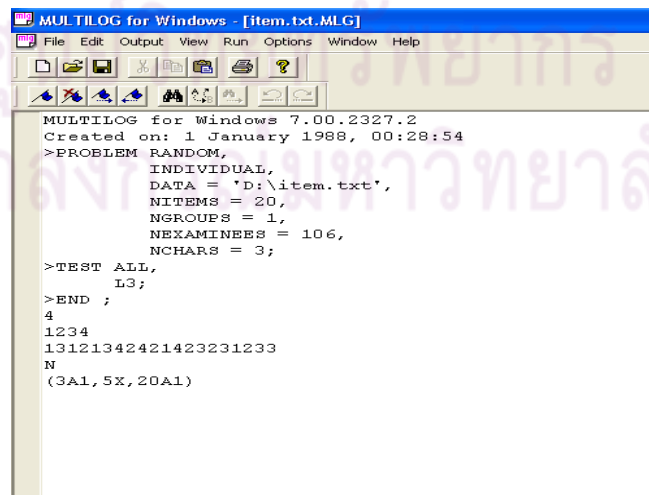 MULTILOG for Windows - [item.txt.MLG]
File Edit Output View Run Options Window Help
MULTILOG for Windows 7.00.2327.2
Created on: 1 January 1988, 00:28:54
>PROBLEM RANDOM,
INDIVIDUAL,
DATA = 'D:\item.txt',
NITEMS = 20,
NGROUPS = 1,
NEXAMINEES = 106,
NCHARS = 3;
>TEST ALL,
L3;
>END ;
4
1234
13121342421423231233
N
(3A1,5X,20A1)